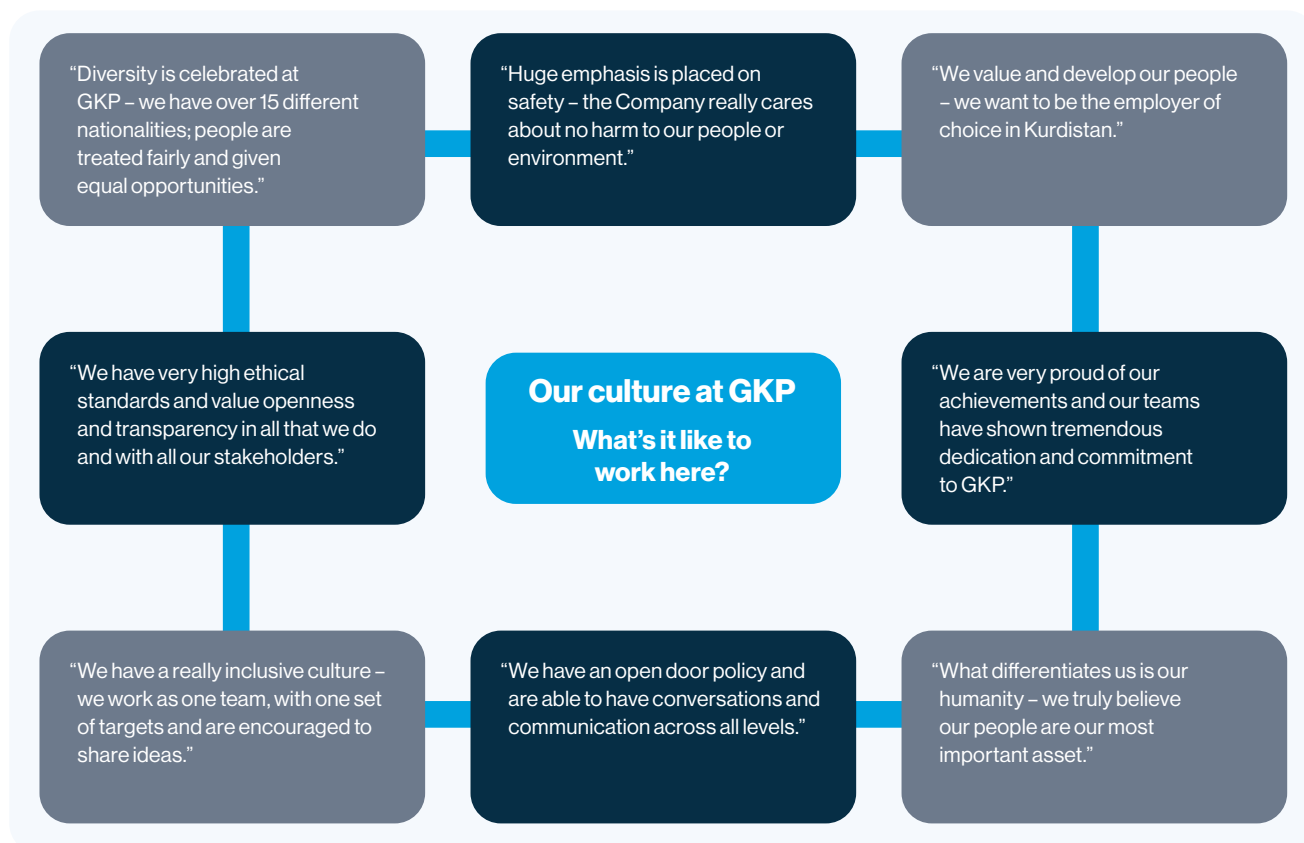 “Diversity is celebrated at
GKP – we have over 15 different
nationalities; people are
treated fairly and given
equal opportunities.”
“Huge emphasis is placed on
safety – the Company really cares
about no harm to our people or
environment.”
“We value and develop our people
– we want to be the employer of
choice in Kurdistan.”
“We have very high ethical
standards and value openness
and transparency in all that we do
and with all our stakeholders.”
Our culture at GKP
What’s it like to
work here?
“We are very proud of our
achievements and our teams
have shown tremendous
dedication and commitment
to GKP.”
“We have a really inclusive culture –
we work as one team, with one set
of targets and are encouraged to
share ideas.”
“We have an open door policy and
are able to have conversations and
communication across all levels.”
“What differentiates us is our
humanity – we truly believe
our people are our most
important asset.”